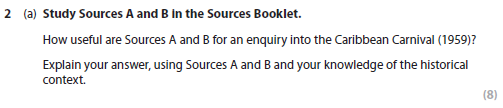 2 (a) Study Sources A and B in the Sources Booklet.
How useful are Sources A and B for an enquiry into the Caribbean Carnival (1959)?
Explain your answer, using Sources A and B and your knowledge of the historical
context.
(8)